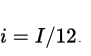 i = I/12.